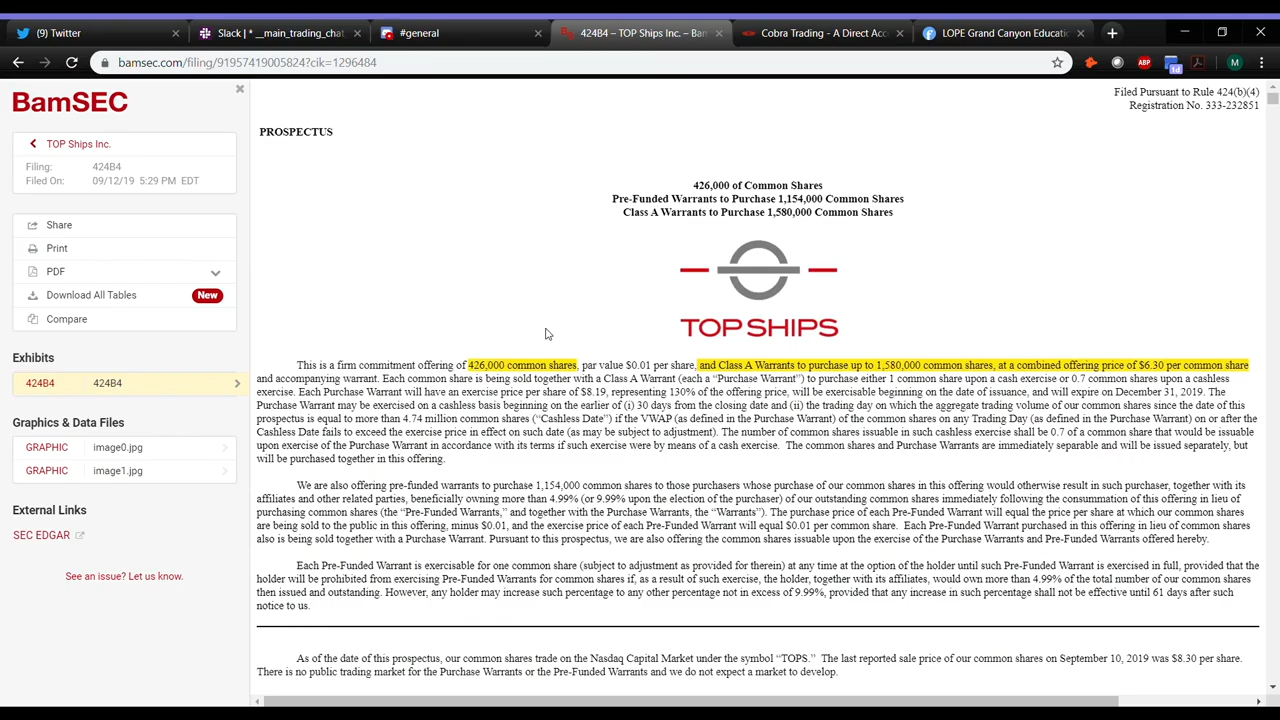 (9) Twitter
Slack | * __main_trading_chat
#general
424B4 – TOP Ships Inc. – Bam
Cobra Trading - A Direct Acc
LOPE Grand Canyon Educati
bamsec.com/filing/91957419005824?cik=1296484
ABP
1d
M
BamSEC
TOP Ships Inc.
Filing: 424B4
Filed On: 09/12/19 5:29 PM EDT
Share
Print
PDF
Download All Tables New
Compare
Exhibits
424B4 424B4
Graphics & Data Files
GRAPHIC image0.jpg
GRAPHIC image1.jpg
External Links
SEC EDGAR
See an issue? Let us know.
Filed Pursuant to Rule 424(b)(4)
Registration No. 333-232851
PROSPECTUS
426,000 of Common Shares
Pre-Funded Warrants to Purchase 1,154,000 Common Shares
Class A Warrants to Purchase 1,580,000 Common Shares
TOP SHIPS
This is a firm commitment offering of 426,000 common shares, par value $0.01 per share, and Class A Warrants to purchase up to 1,580,000 common shares, at a combined offering price of $6.30 per common share
and accompanying warrant. Each common share is being sold together with a Class A Warrant (each a “Purchase Warrant”) to purchase either 1 common share upon a cash exercise or 0.7 common shares upon a cashless
exercise. Each Purchase Warrant will have an exercise price per share of $8.19, representing 130% of the offering price, will be exercisable beginning on the date of issuance, and will expire on December 31, 2019. The
Purchase Warrant may be exercised on a cashless basis beginning on the earlier of (i) 30 days from the closing date and (ii) the trading day on which the aggregate trading volume of our common shares since the date of this
prospectus is equal to more than 4.74 million common shares (“Cashless Date”) if the VWAP (as defined in the Purchase Warrant) of the common shares on any Trading Day (as defined in the Purchase Warrant) on or after the
Cashless Date fails to exceed the exercise price in effect on such date (as may be subject to adjustment). The number of common shares issuable in such cashless exercise shall be 0.7 of a common share that would be issuable
upon exercise of the Purchase Warrant in accordance with its terms if such exercise were by means of a cash exercise. The common shares and Purchase Warrants are immediately separable and will be issued separately, but
will be purchased together in this offering.
We are also offering pre-funded warrants to purchase 1,154,000 common shares to those purchasers whose purchase of our common shares in this offering would otherwise result in such purchaser, together with its
affiliates and other related parties, beneficially owning more than 4.99% (or 9.99% upon the election of the purchaser) of our outstanding common shares immediately following the consummation of this offering in lieu of
purchasing common shares (the “Pre-Funded Warrants,” and together with the Purchase Warrants, the “Warrants”). The purchase price of each Pre-Funded Warrant will equal the price per share at which our common shares
are being sold to the public in this offering, minus $0.01, and the exercise price of each Pre-Funded Warrant will equal $0.01 per common share. Each Pre-Funded Warrant purchased in this offering in lieu of common shares
also is being sold together with a Purchase Warrant. Pursuant to this prospectus, we are also offering the common shares issuable upon the exercise of the Purchase Warrants and Pre-Funded Warrants offered hereby.
Each Pre-Funded Warrant is exercisable for one common share (subject to adjustment as provided for therein) at any time at the option of the holder until such Pre-Funded Warrant is exercised in full, provided that the
holder will be prohibited from exercising Pre-Funded Warrants for common shares if, as a result of such exercise, the holder, together with its affiliates, would own more than 4.99% of the total number of our common shares
then issued and outstanding. However, any holder may increase such percentage to any other percentage not in excess of 9.99%, provided that any increase in such percentage shall not be effective until 61 days after such
notice to us.
As of the date of this prospectus, our common shares trade on the Nasdaq Capital Market under the symbol “TOPS.” The last reported sale price of our common shares on September 10, 2019 was $8.30 per share.
There is no public trading market for the Purchase Warrants or the Pre-Funded Warrants and we do not expect a market to develop.